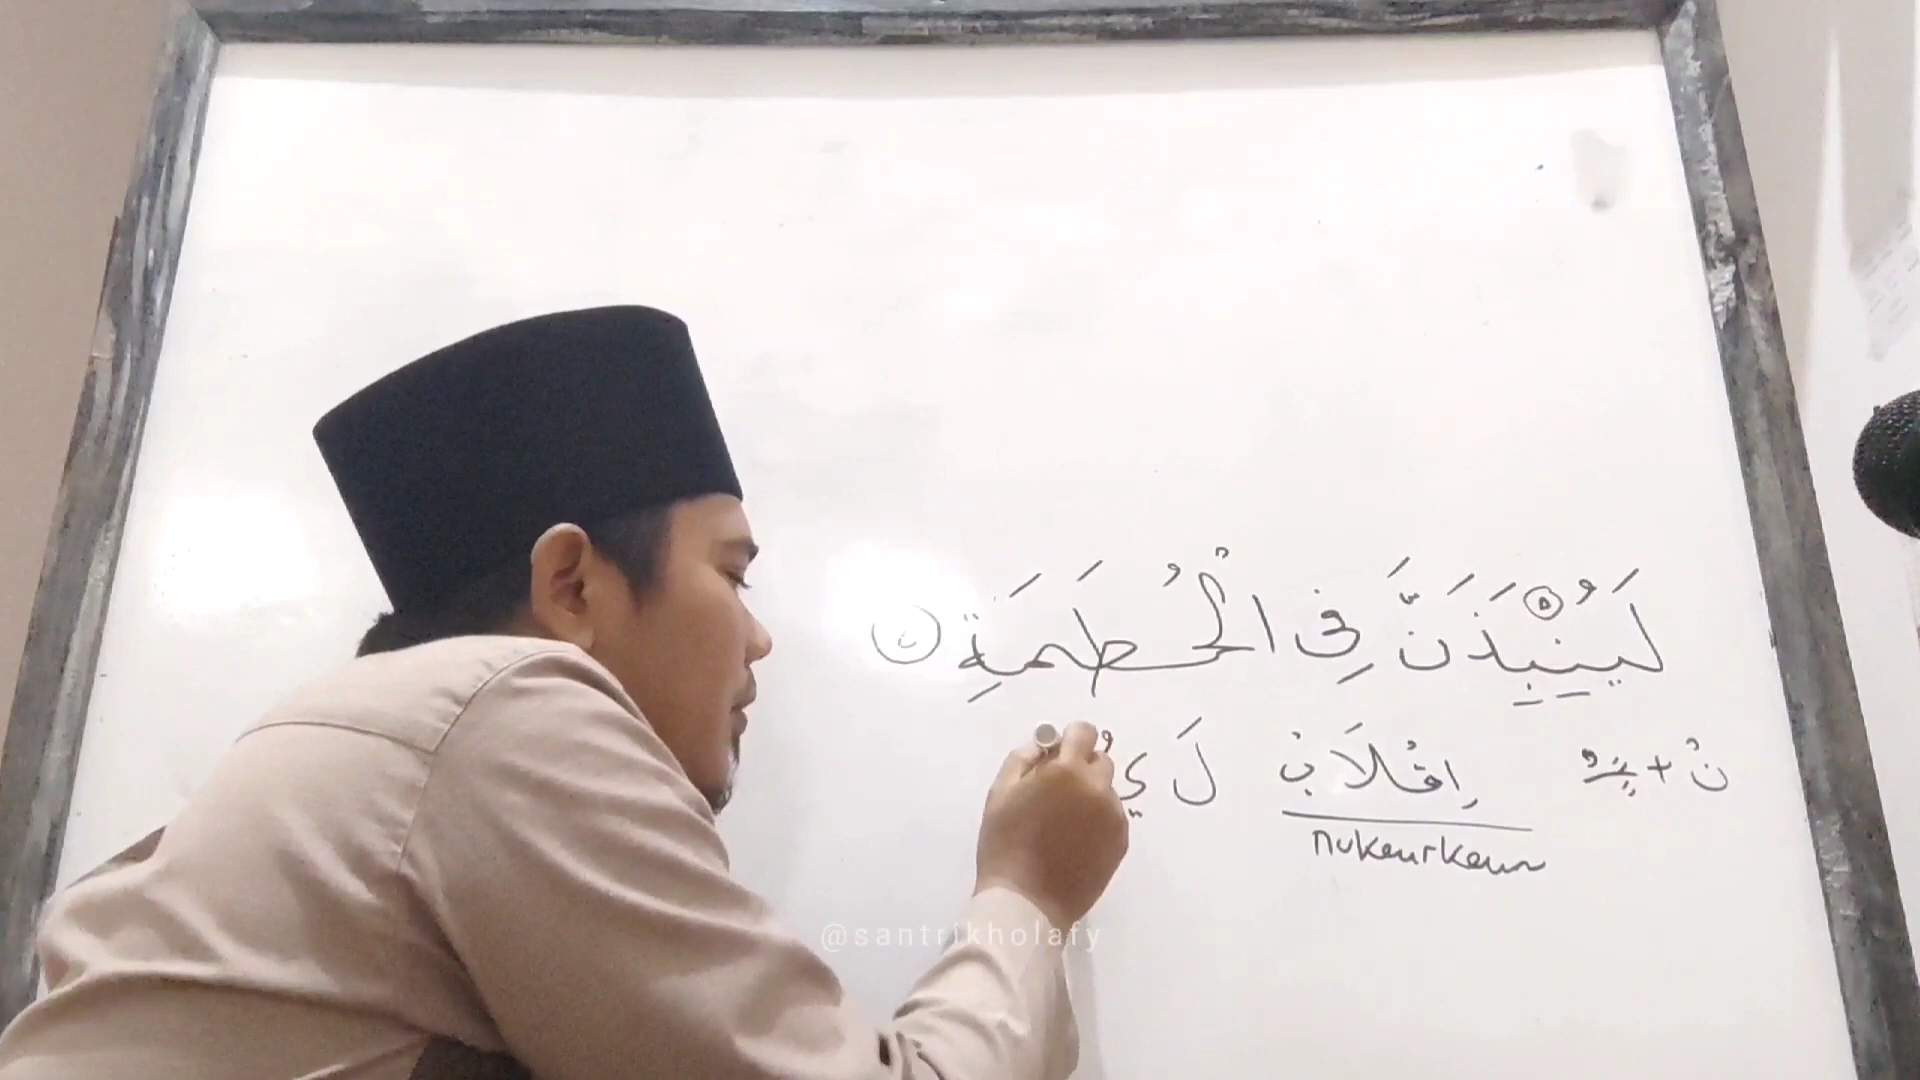 لَيُنْبَذَنَّ فِى الْحُطَمَةِ
نْ + ب اِقْلَابْ لَ يُ
nukeurkeun
@santrikholafy